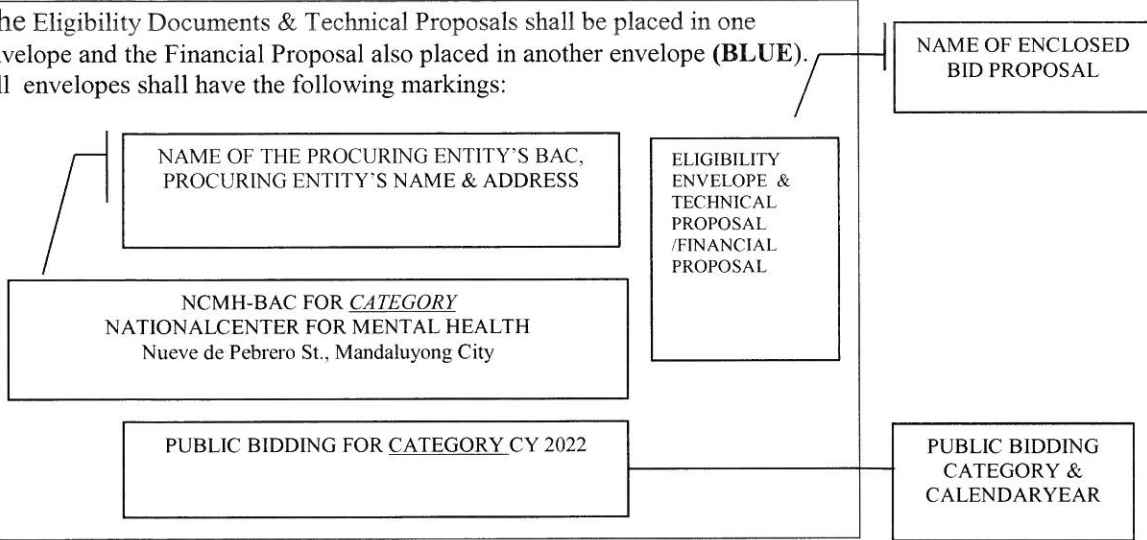 he Eligibility Documents & Technical Proposals shall be placed in one
velope and the Financial Proposal also placed in another envelope (BLUE).
ll envelopes shall have the following markings:
NAME OF ENCLOSED
BID PROPOSAL
NAME OF THE PROCURING ENTITY'S BAC,
PROCURING ENTITY'S NAME & ADDRESS
ELIGIBILITY
ENVELOPE &
TECHNICAL
PROPOSAL
/FINANCIAL
PROPOSAL
NCMH-BAC FOR CATEGORY
NATIONALCENTER FOR MENTAL HEALTH
Nueve de Pebrero St., Mandaluyong City
PUBLIC BIDDING FOR CATEGORY CY 2022
PUBLIC BIDDING
CATEGORY &
CALENDARYEAR